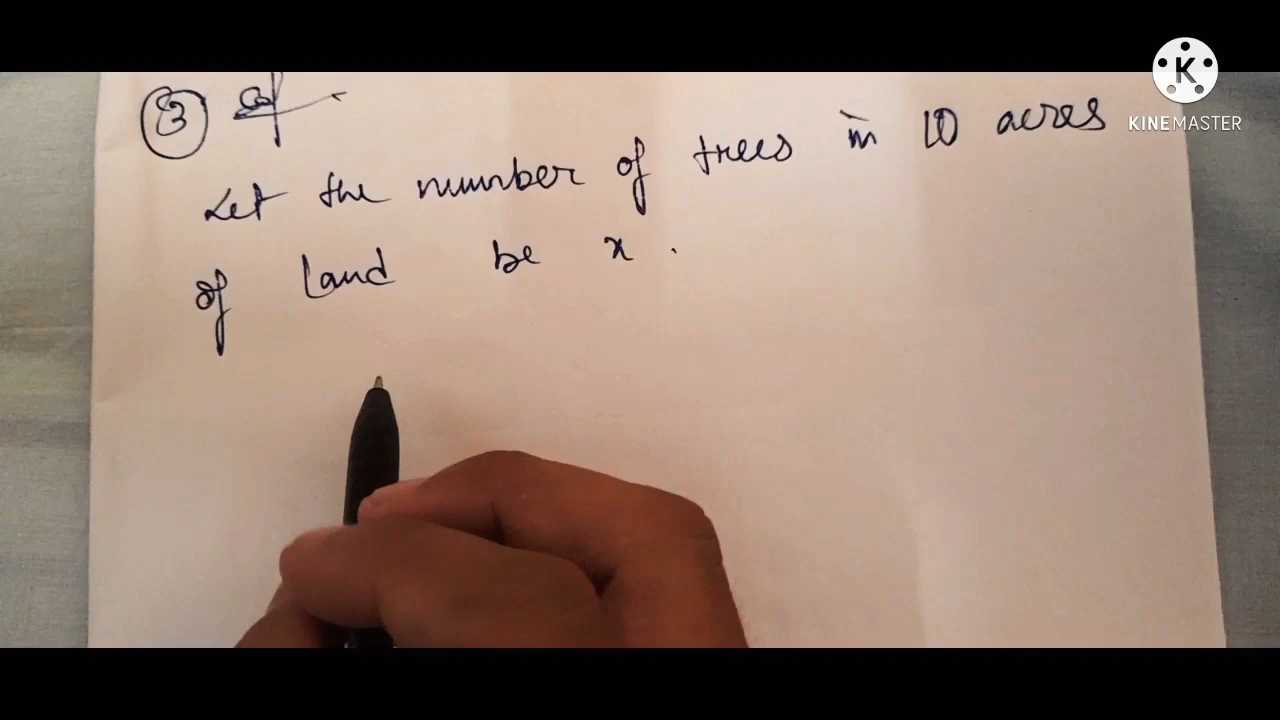 3 Sol
Let the number of trees in 10 acres
of land be x.
K
KINEMASTER